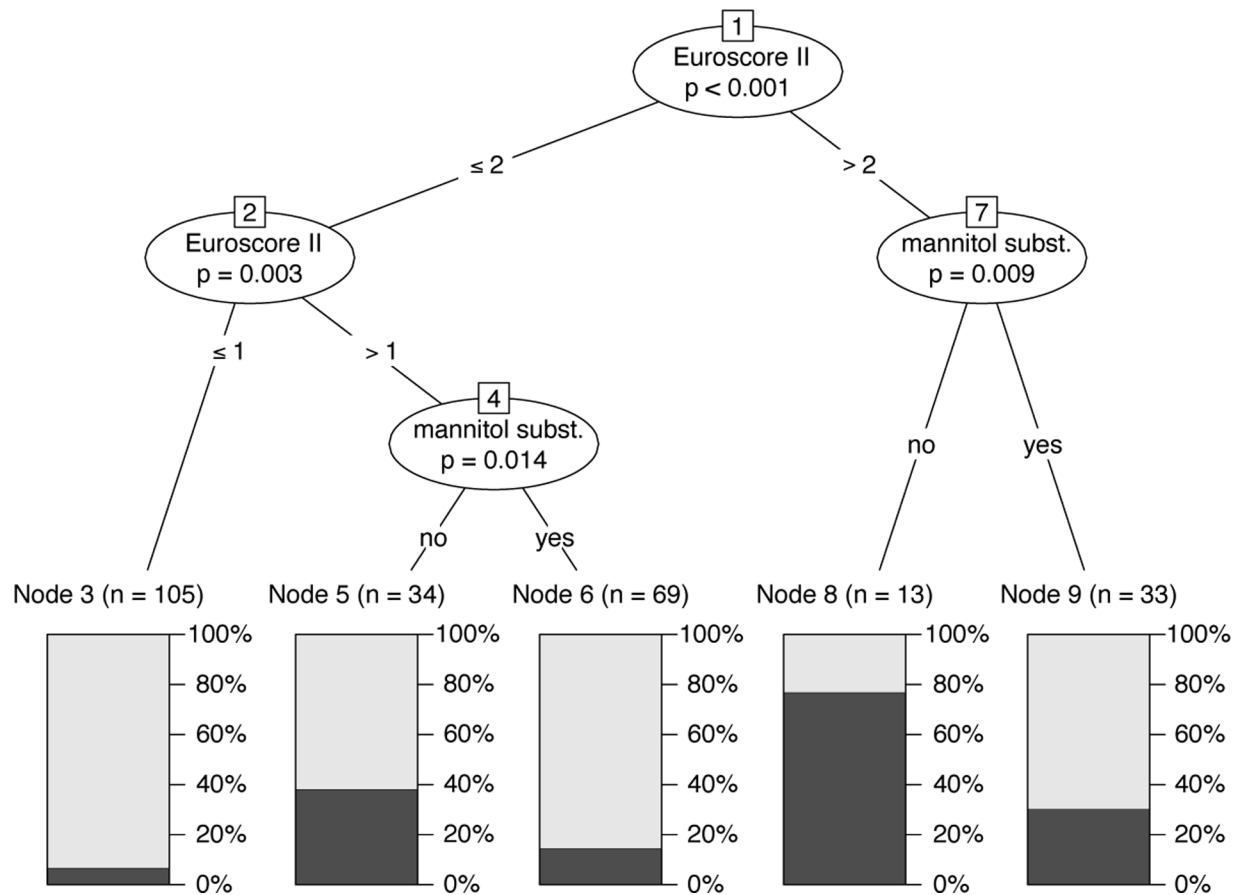 1
Euroscore II
p < 0.001
≤ 2
> 2
2
Euroscore II
p = 0.003
7
mannitol subst.
p = 0.009
≤ 1
> 1
4
mannitol subst.
p = 0.014
no
yes
no
yes
Node 3 (n = 105)
Node 5 (n = 34)
Node 6 (n = 69)
Node 8 (n = 13)
Node 9 (n = 33)
100%
80%
60%
40%
20%
0%
100%
80%
60%
40%
20%
0%
100%
80%
60%
40%
20%
0%
100%
80%
60%
40%
20%
0%
100%
80%
60%
40%
20%
0%